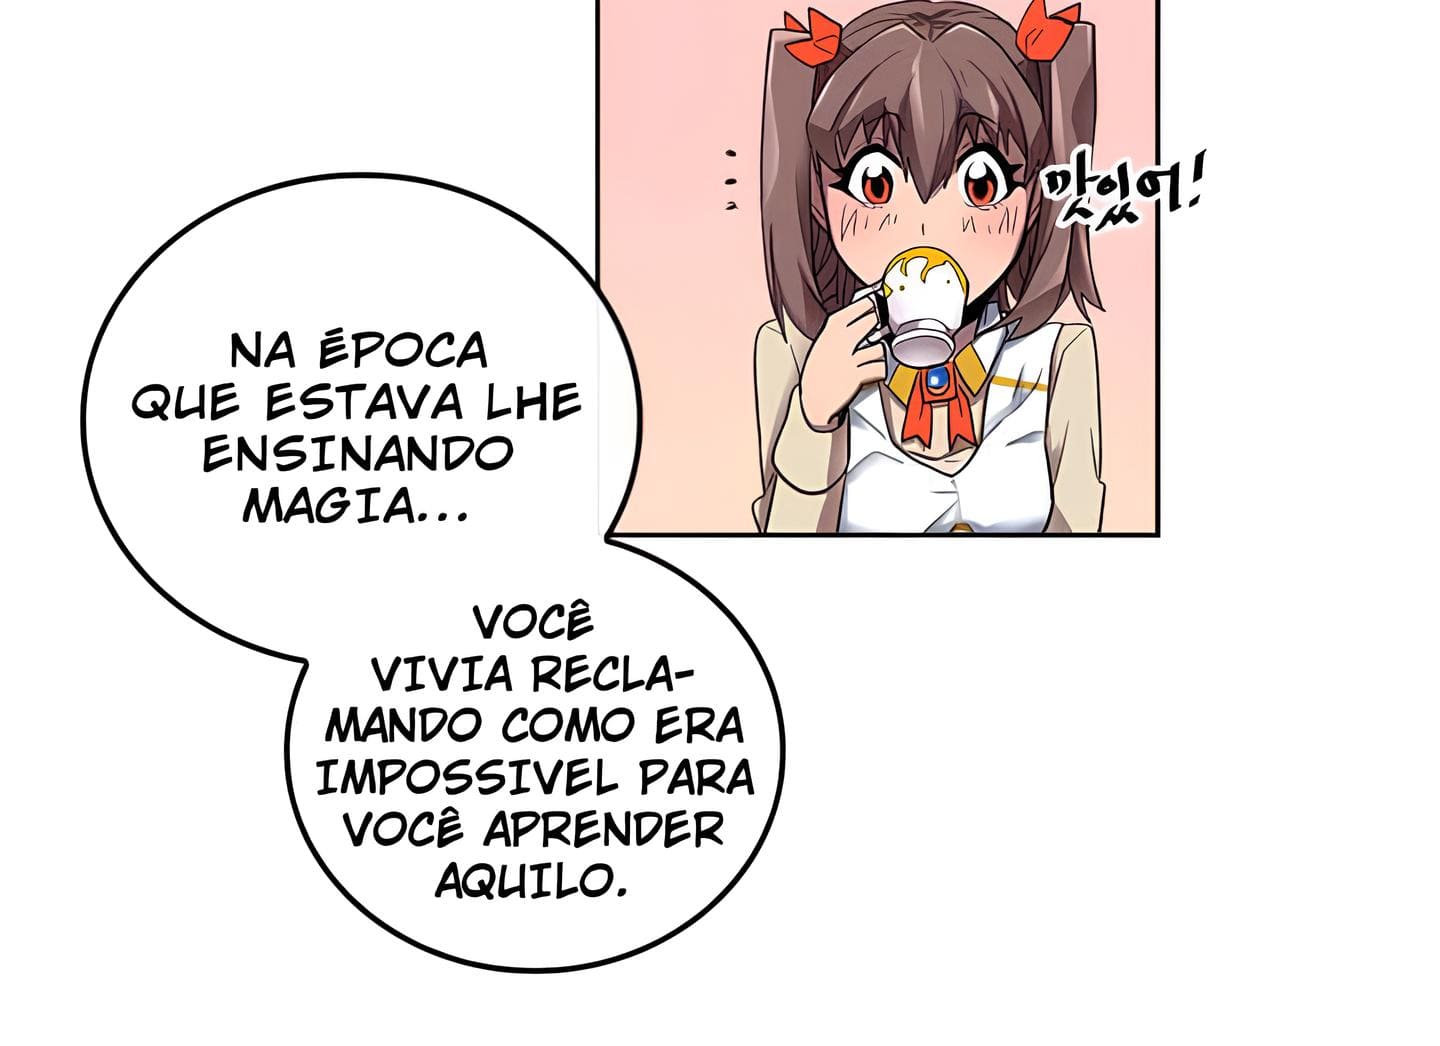 맛있어!
NA ÉPOCA
QUE ESTAVA LHE
ENSINANDO
MAGIA...
VOCÊ
VIVIA RECLA-
MANDO COMO ERA
IMPOSSIVEL PARA
VOCÊ APRENDER
AQUILO.